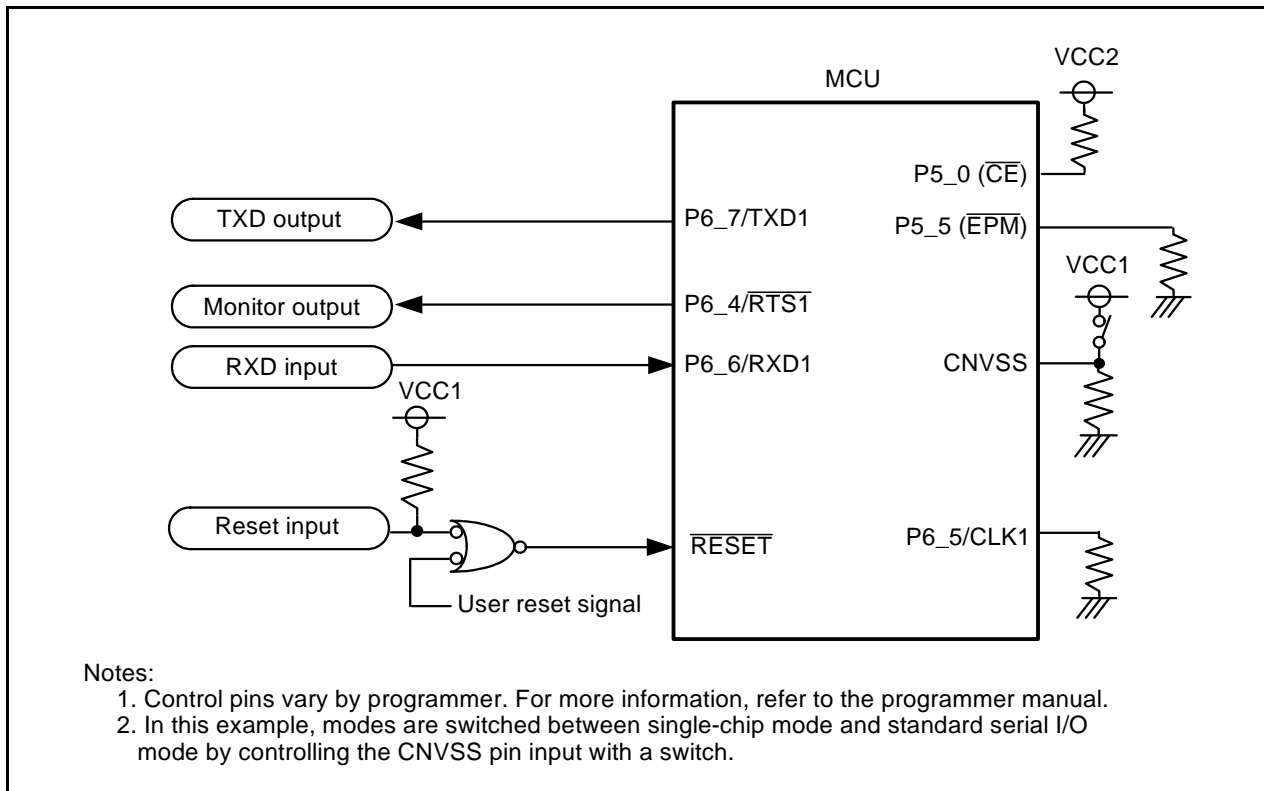 MCU
VCC2
P5_0 (CE)
TXD output
P6_7/TXD1
P5_5 (EPM)
VCC1
Monitor output
P6_4/RTS1
RXD input
P6_6/RXD1
CNVSS
VCC1
Reset input
RESET
P6_5/CLK1
User reset signal
Notes:
1. Control pins vary by programmer. For more information, refer to the programmer manual.
2. In this example, modes are switched between single-chip mode and standard serial I/O
mode by controlling the CNVSS pin input with a switch.